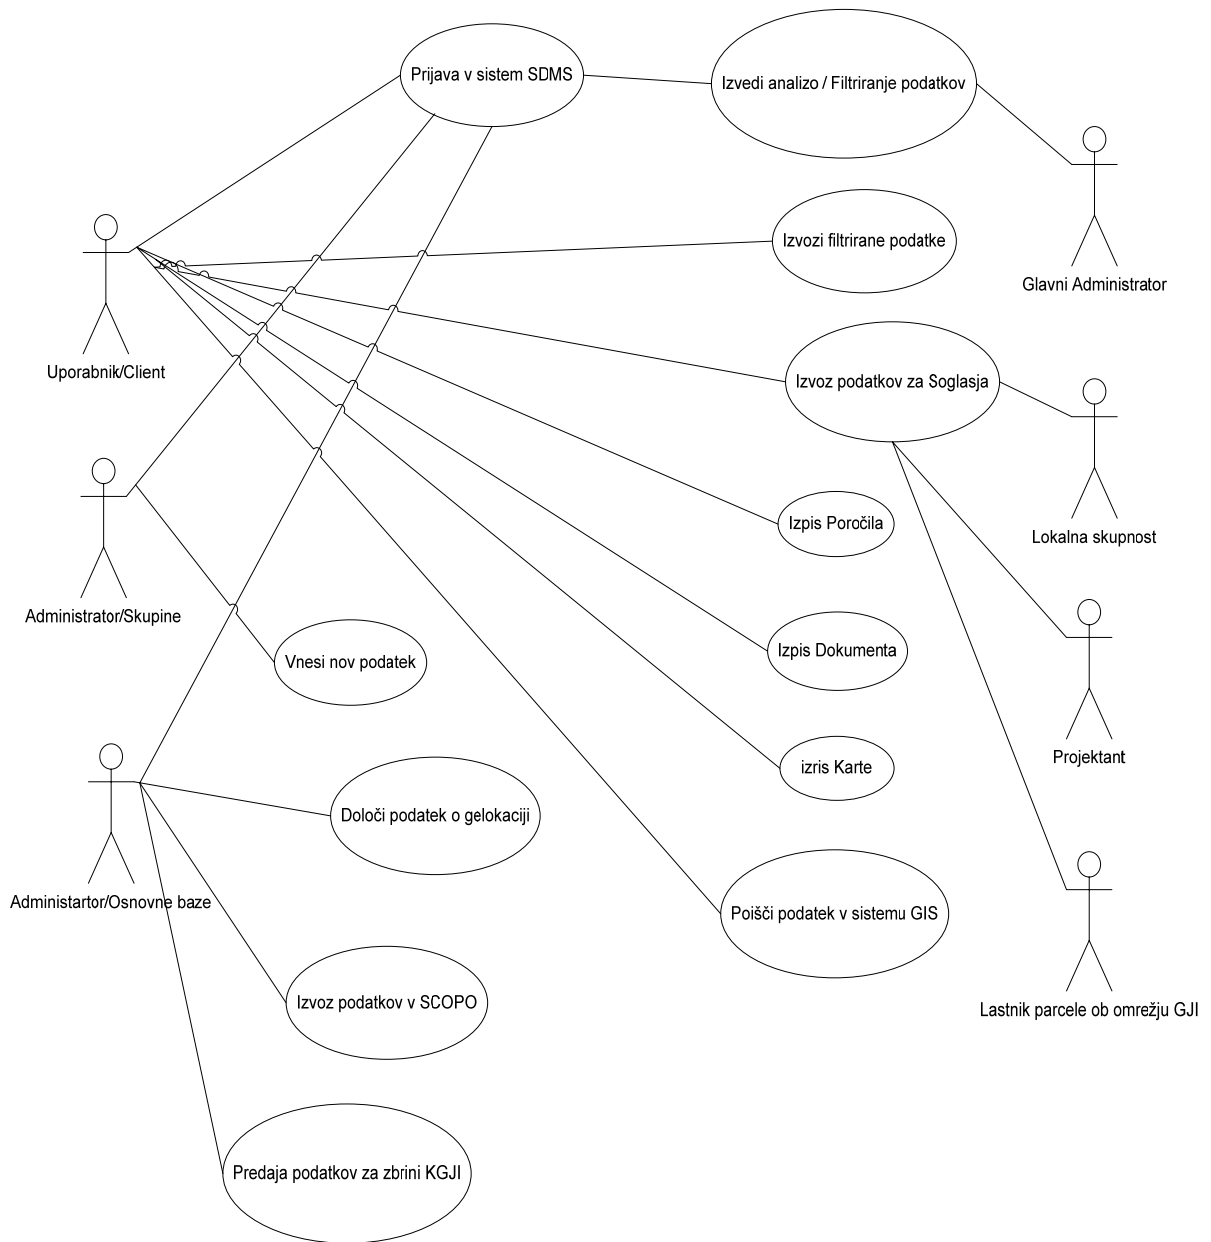 Prijava v sistem SDMS
Izvedi analizo / Filtriranje podatkov
Izvozi filtrirane podatke
Glavni Administrator
Uporabnik/Client
Izvoz podatkov za Soglasja
Izpis Poročila
Lokalna skupnost
Administrator/Skupine
Vnesi nov podatek
Izpis Dokumenta
Projektant
izris Karte
Določi podatek o gelokaciji
Administartor/Osnovne baze
Poišči podatek v sistemu GIS
Izvoz podatkov v SCOPO
Lastnik parcele ob omrežju GJI
Predaja podatkov za zbrini KGJI